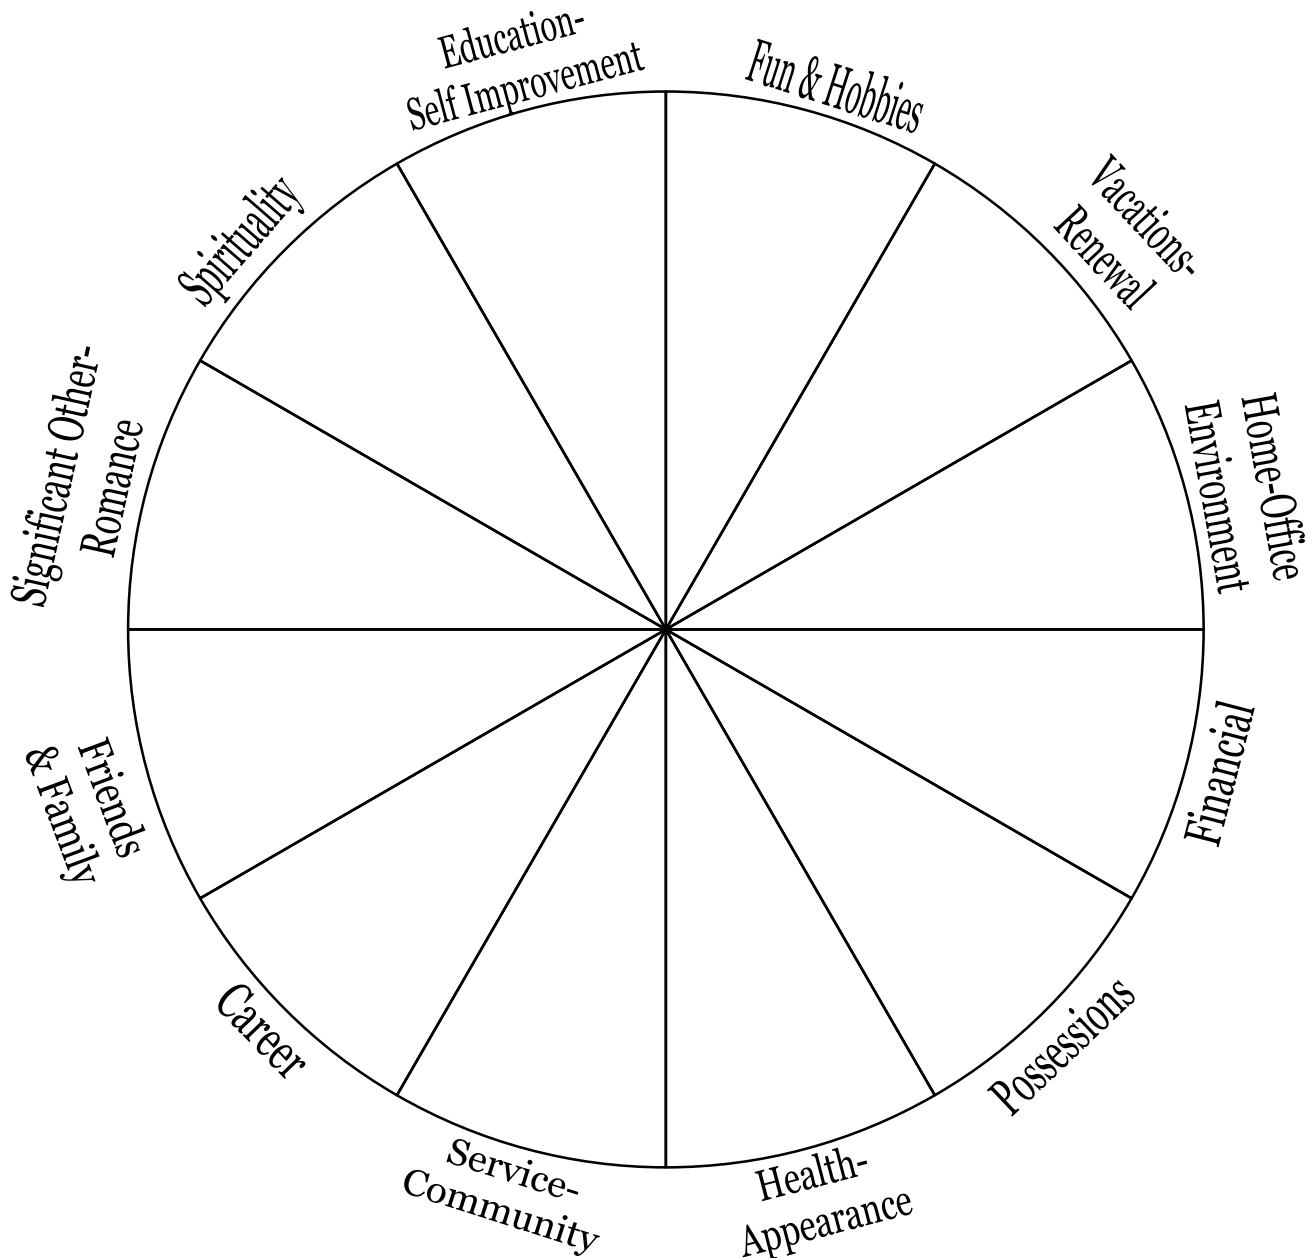 Education-
Self Improvement
Fun & Hobbies
Vacations-
Renewal
Home-Office
Environment
Financial
Possessions
Health-
Appearance
Service-
Community
Career
Friends
& Family
Significant Other-
Romance
Spirituality